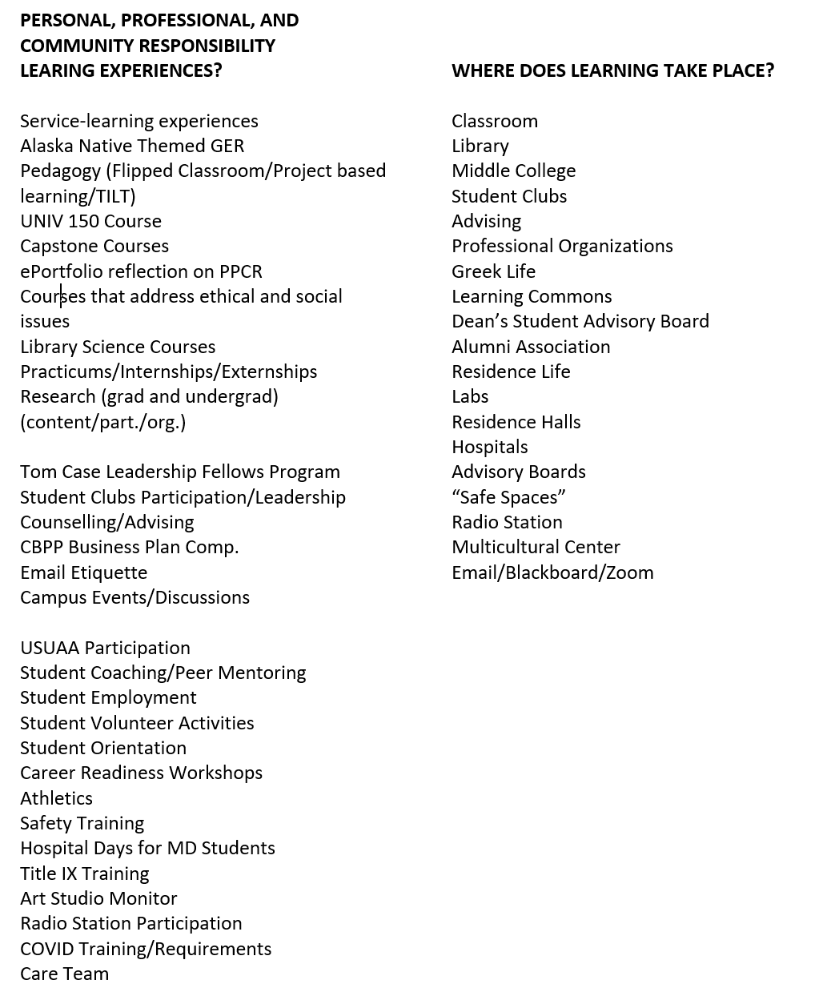 PERSONAL, PROFESSIONAL, AND
COMMUNITY RESPONSIBILITY
LEARING EXPERIENCES?
Service-learning experiences
Alaska Native Themed GER
Pedagogy (Flipped Classroom/Project based
learning/TILT)
UNIV 150 Course
Capstone Courses
ePortfolio reflection on PPCR
Courses that address ethical and social
issues
Library Science Courses
Practicums/Internships/Externships
Research (grad and undergrad)
(content/part./org.)
Tom Case Leadership Fellows Program
Student Clubs Participation/Leadership
Counselling/Advising
CBPP Business Plan Comp.
Email Etiquette
Campus Events/Discussions
USUAA Participation
Student Coaching/Peer Mentoring
Student Employment
Student Volunteer Activities
Student Orientation
Career Readiness Workshops
Athletics
Safety Training
Hospital Days for MD Students
Title IX Training
Art Studio Monitor
Radio Station Participation
COVID Training/Requirements
Care Team
WHERE DOES LEARNING TAKE PLACE?
Classroom
Library
Middle College
Student Clubs
Advising
Professional Organizations
Greek Life
Learning Commons
Dean’s Student Advisory Board
Alumni Association
Residence Life
Labs
Residence Halls
Hospitals
Advisory Boards
“Safe Spaces”
Radio Station
Multicultural Center
Email/Blackboard/Zoom